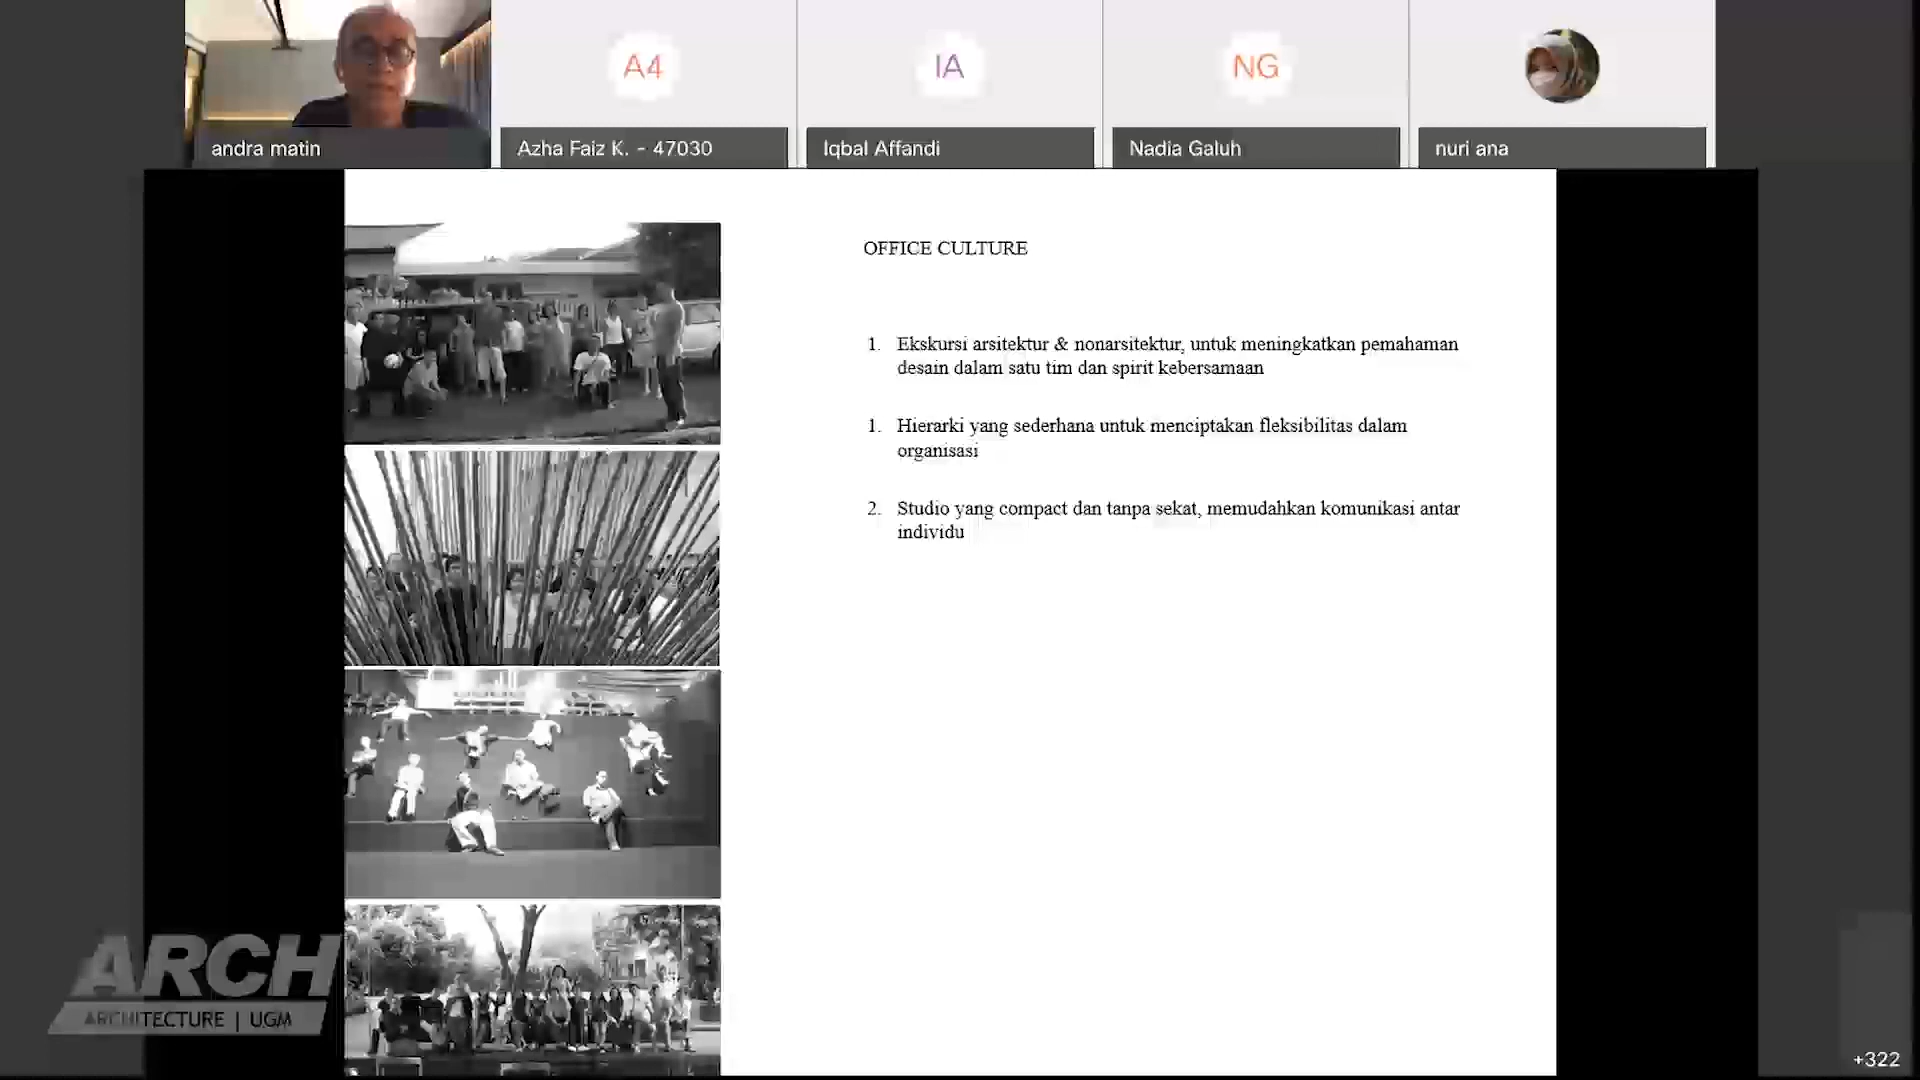 A4
IA
NG
andra matin
Azha Faiz K. - 47030
Iqbal Affandi
Nadia Galuh
nuri ana
OFFICE CULTURE
1. Ekskursi arsitektur & nonarsitektur, untuk meningkatkan pemahaman
desain dalam satu tim dan spirit kebersamaan
1. Hierarki yang sederhana untuk menciptakan fleksibilitas dalam
organisasi
2. Studio yang compact dan tanpa sekat, memudahkan komunikasi antar
individu
ARCH
ARCHITECTURE | UGM
+322